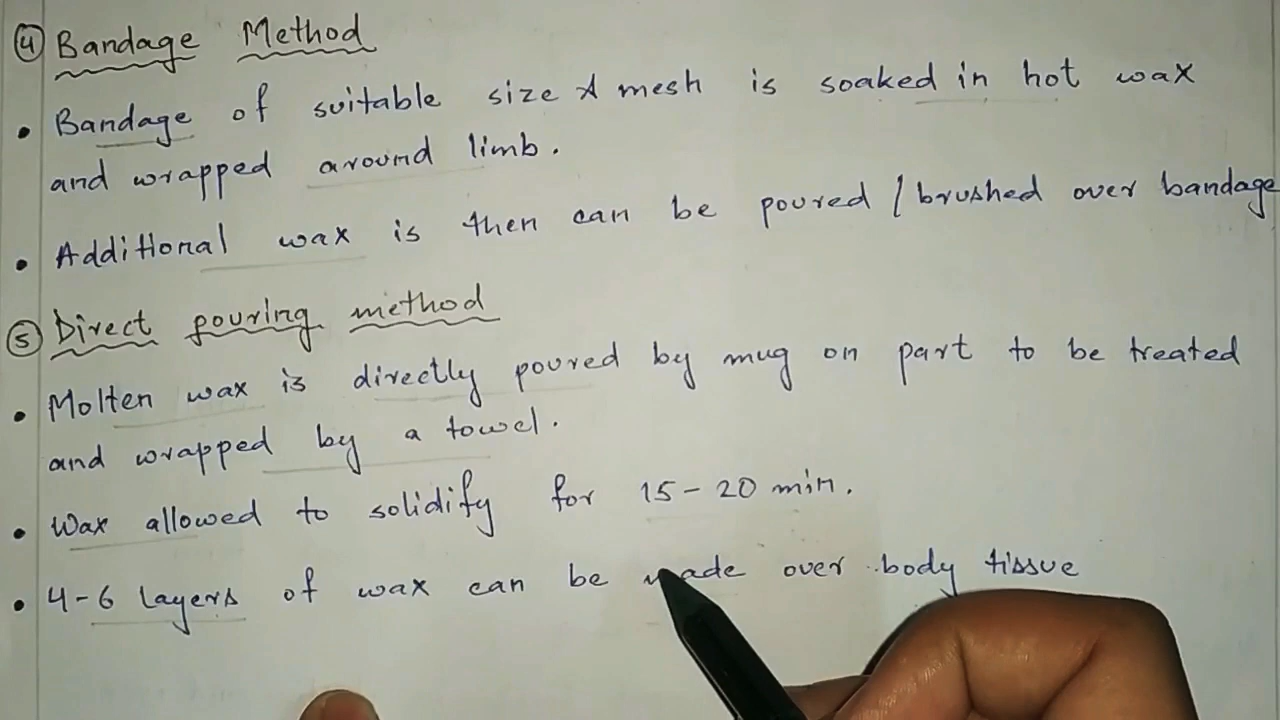 ④ Bandage Method
• Bandage of suitable size & mesh is soaked in hot wax
and wrapped around limb.
• Additional wax is then can be poured / brushed over bandage
⑤ Direct pouring method
• Molten wax is directly poured by mug on part to be treated
and wrapped by a towel.
• Wax allowed to solidify for 15-20 min.
• 4-6 layers of wax can be made over body tissue